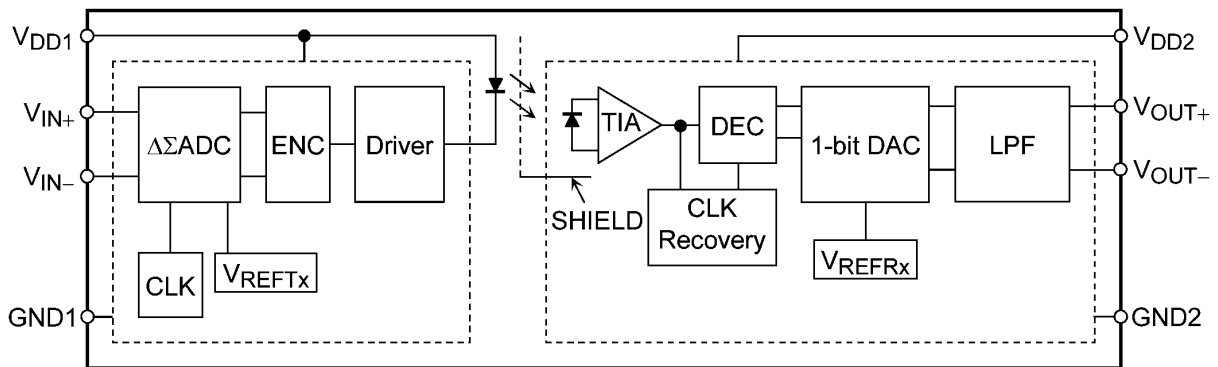 VDD1
VIN+
VIN−
GND1
ΔΣADC
ENC
Driver
CLK
VREFTx
SHIELD
TIA
DEC
CLK
Recovery
1-bit DAC
VREFRx
LPF
VDD2
VOUT+
VOUT−
GND2